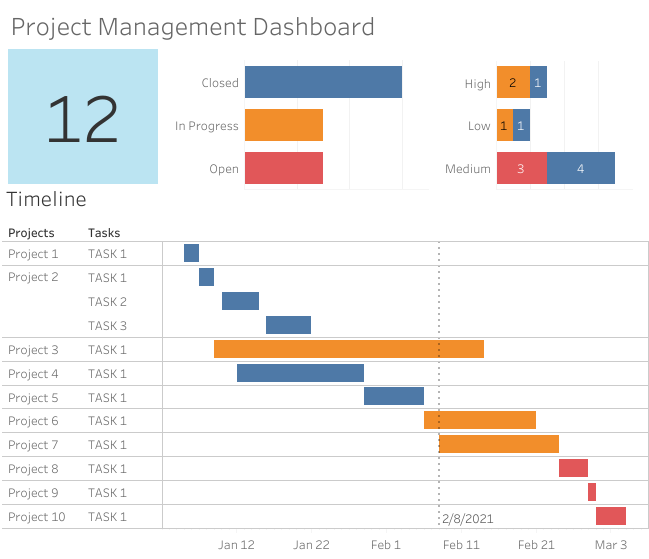 Project Management Dashboard
12
Closed
In Progress
Open
High 2 1
Low 1 1
Medium 3 4
Timeline
Projects Tasks
Project 1 TASK 1
Project 2 TASK 1
TASK 2
TASK 3
Project 3 TASK 1
Project 4 TASK 1
Project 5 TASK 1
Project 6 TASK 1
Project 7 TASK 1
Project 8 TASK 1
Project 9 TASK 1
Project 10 TASK 1
2/8/2021
Jan 12 Jan 22 Feb 1 Feb 11 Feb 21 Mar 3